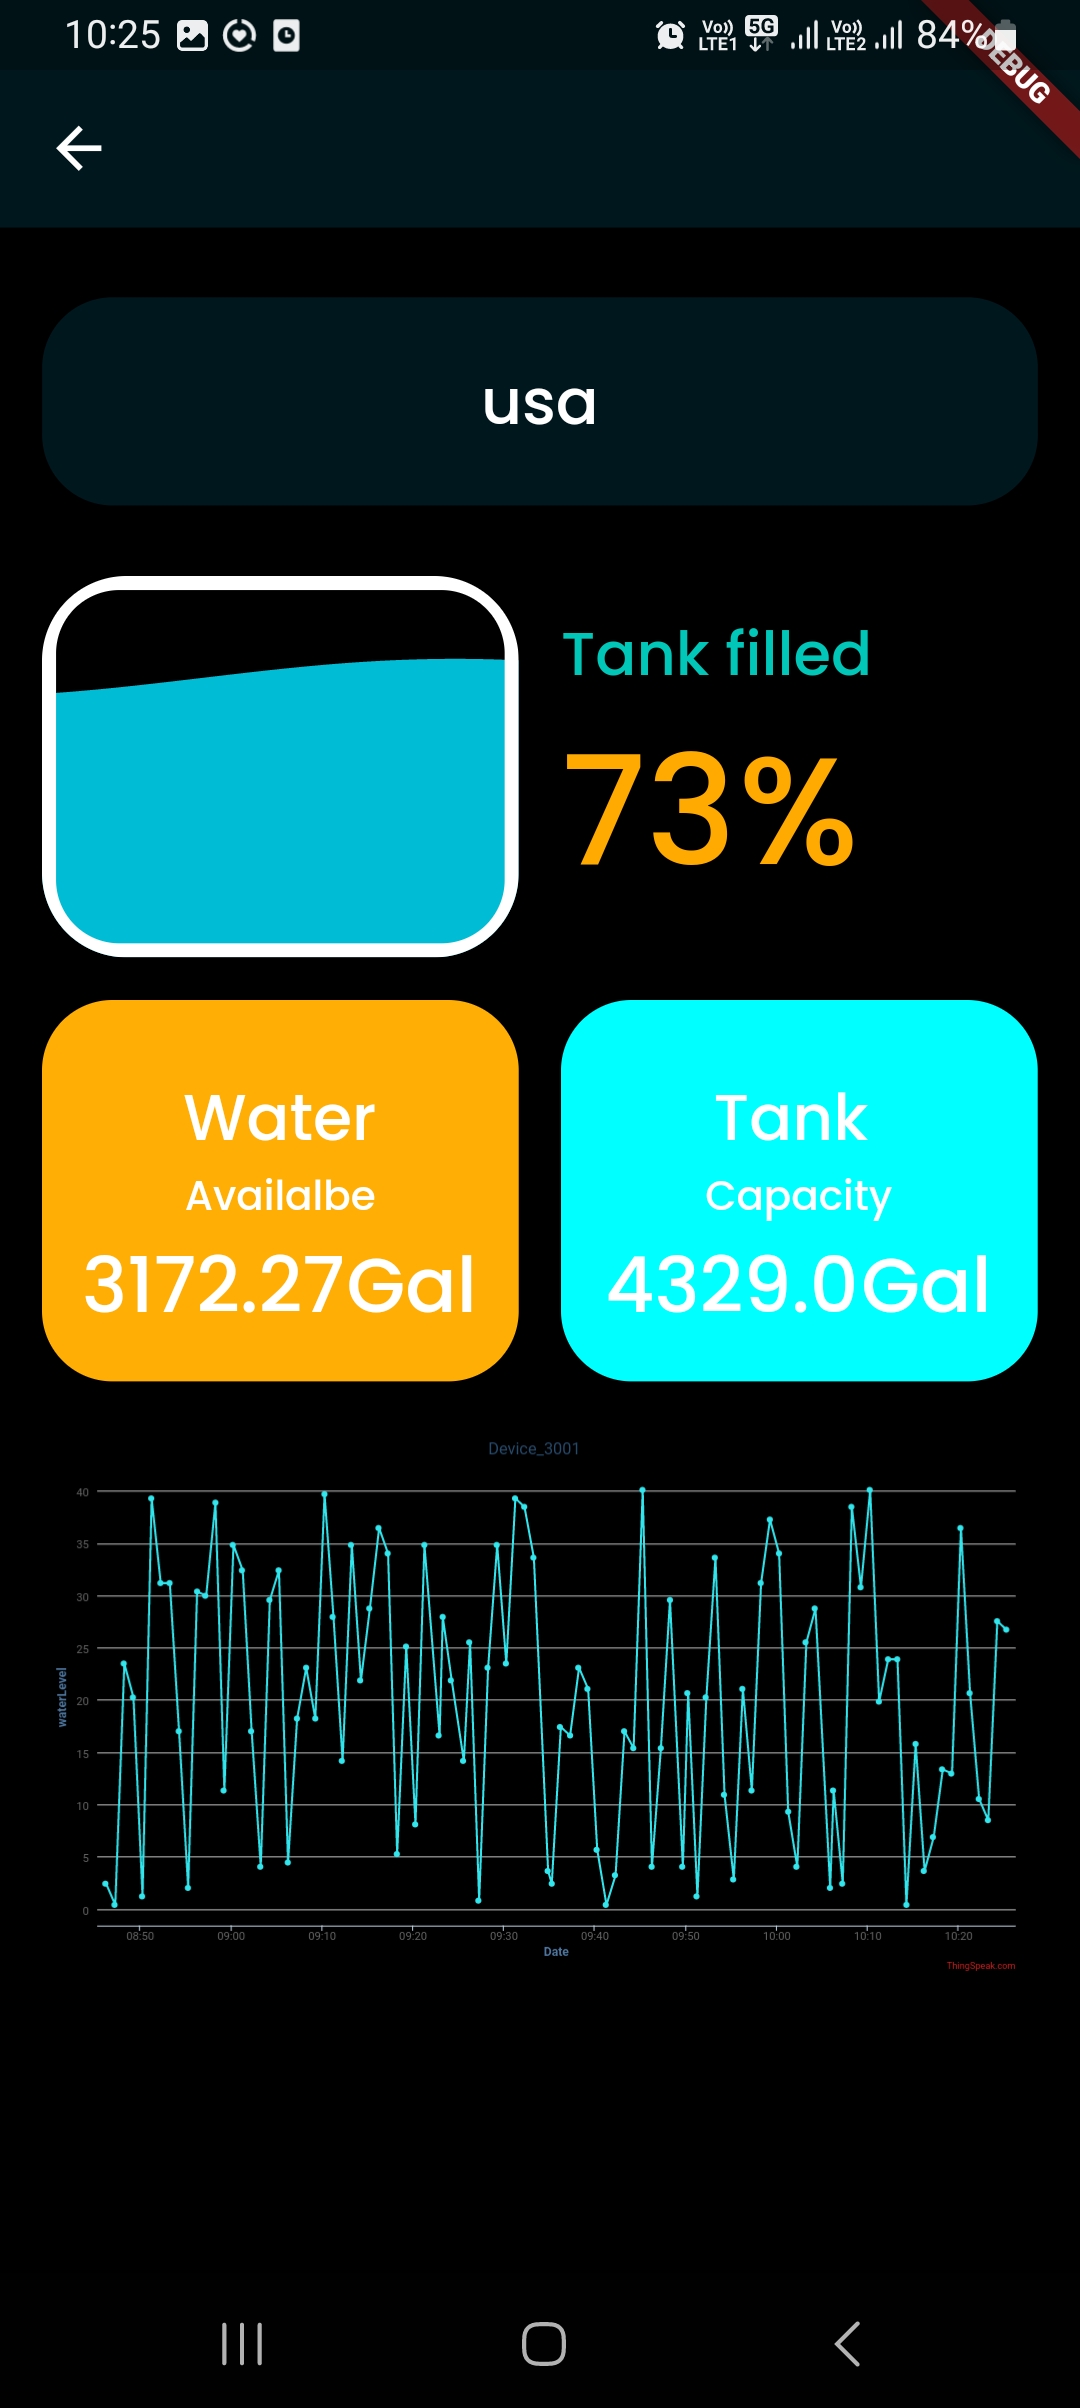 10:25 Vo)) LTE1 5G Vo)) LTE2 84%
DEBUG
usa
Tank filled
73%
Water
Availalbe
3172.27Gal
Tank
Capacity
4329.0Gal
Device_3001
waterLevel
40
35
30
25
20
15
10
5
0
08:50 09:00 09:10 09:20 09:30 09:40 09:50 10:00 10:10 10:20
Date
ThingSpeak.com